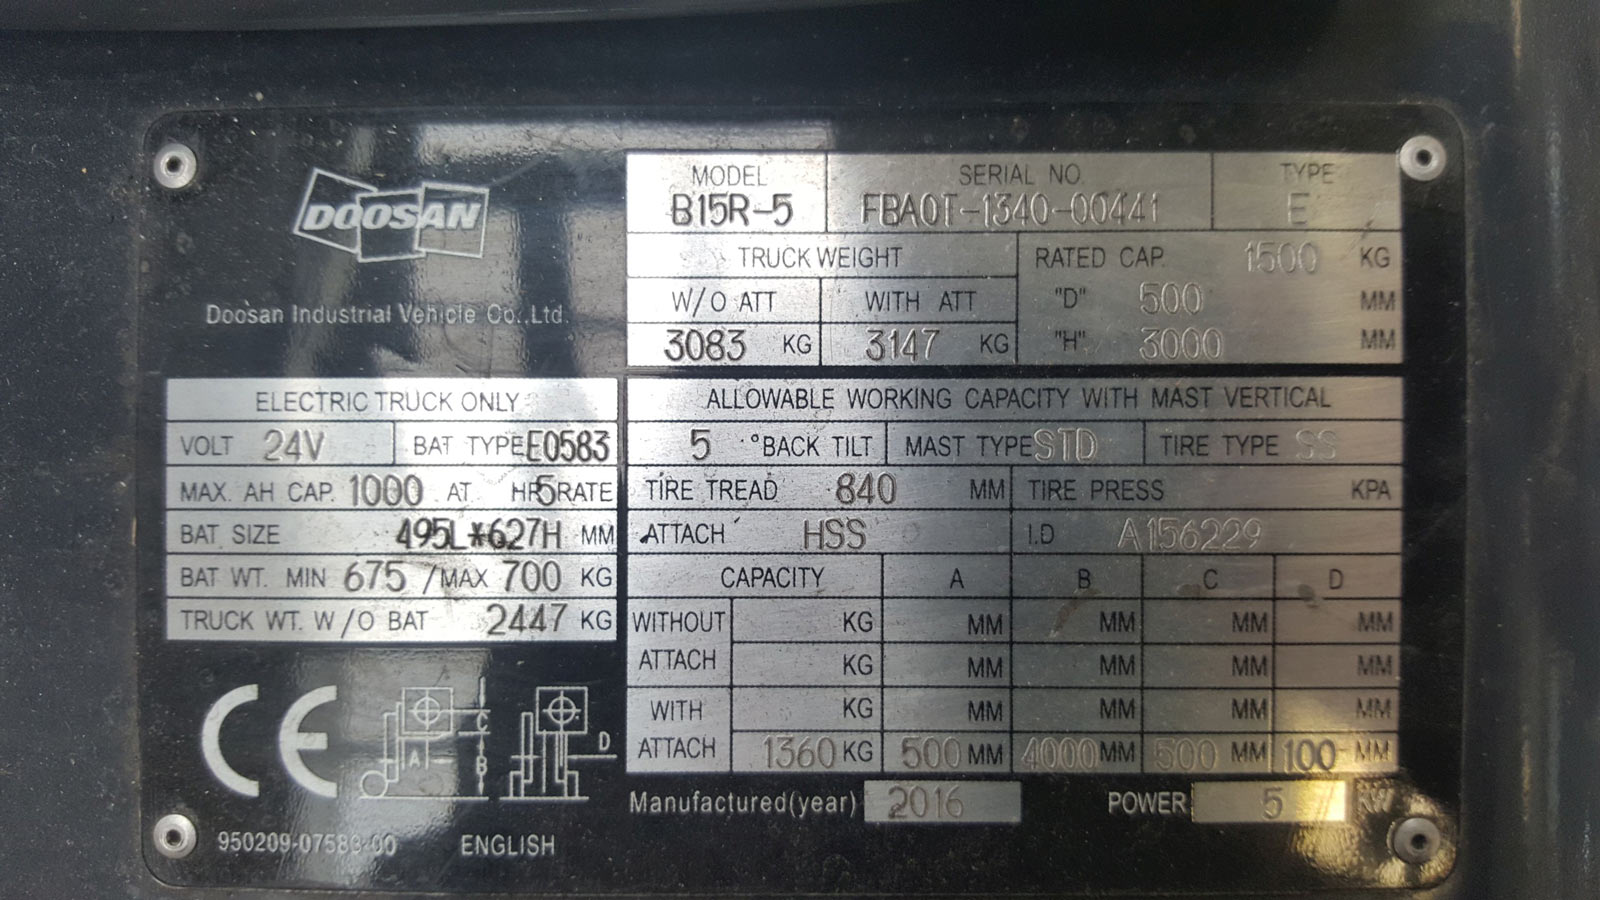 DOOSAN
Doosan Industrial Vehicle Co.,Ltd.
MODEL SERIAL NO. TYPE
B15R-5 FBA0T-1340-00441 E
TRUCK WEIGHT RATED CAP. 1500 KG
W/O ATT WITH ATT "D" 500 MM
3083 KG 3147 KG "H" 3000 MM
ELECTRIC TRUCK ONLY
VOLT 24V BAT TYPE E0583
MAX. AH CAP. 1000 AT HR5RATE
BAT SIZE 495L*627H MM
BAT WT. MIN 675 /MAX 700 KG
TRUCK WT. W/O BAT 2447 KG
ALLOWABLE WORKING CAPACITY WITH MAST VERTICAL
5 °BACK TILT MAST TYPE STD TIRE TYPE SS
TIRE TREAD 840 MM TIRE PRESS KPA
ATTACH HSS I.D A156229
CAPACITY A B C D
WITHOUT KG MM MM MM MM
ATTACH KG MM MM MM MM
WITH KG MM MM MM MM
ATTACH 1360 KG 500 MM 4000 MM 500 MM 100 MM
CE
C
A
B
D
Manufactured(year) 2016 POWER 5 KW
950209-07583-00 ENGLISH